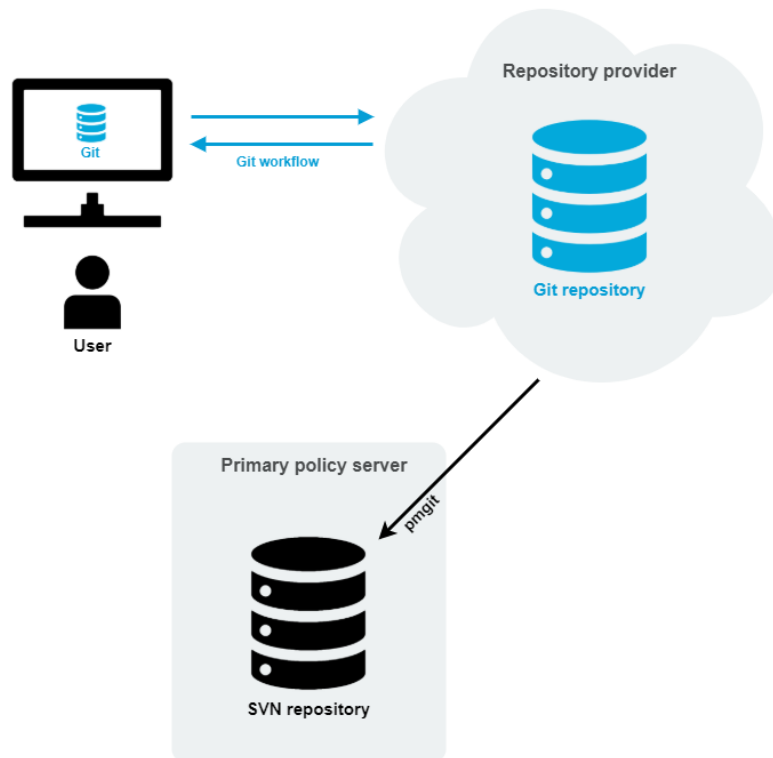 Repository provider
Git
Git workflow
Git repository
User
Primary policy server
pmgit
SVN repository